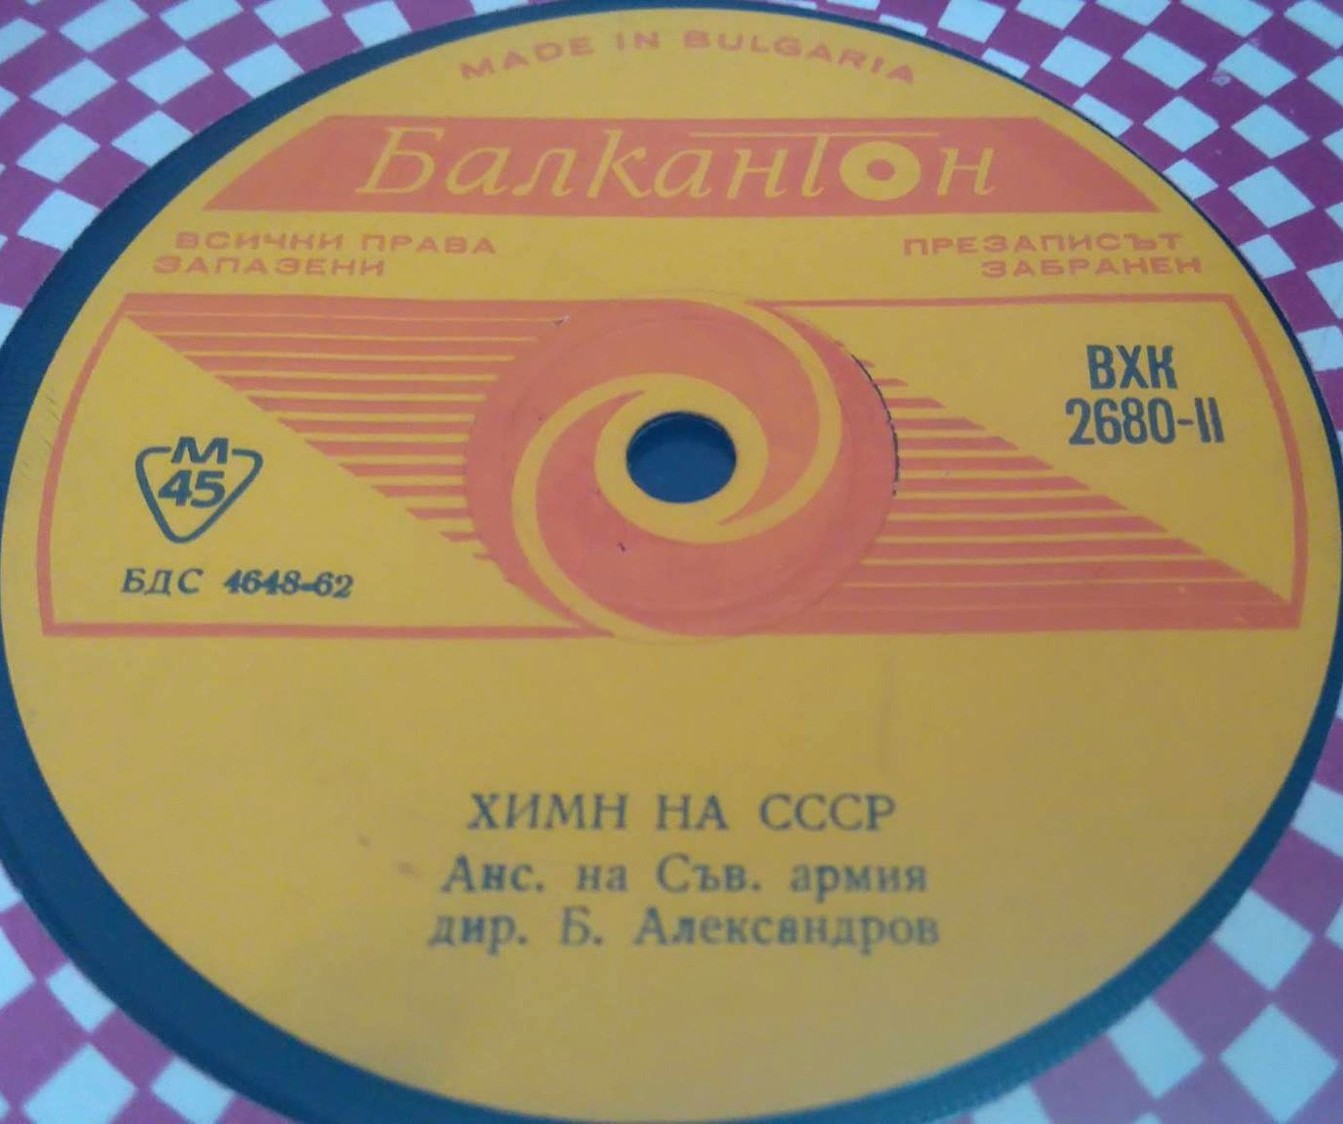 MADE IN BULGARIA
Балкантон
ВСИЧКИ ПРАВА
ЗАПАЗЕНИ
ПРЕЗАПИСЪТ
ЗАБРАНЕН
ВХК
2680-II
М
45
БДС 4648-62
ХИМН НА СССР
Анс. на Съв. армия
дир. Б. Александров